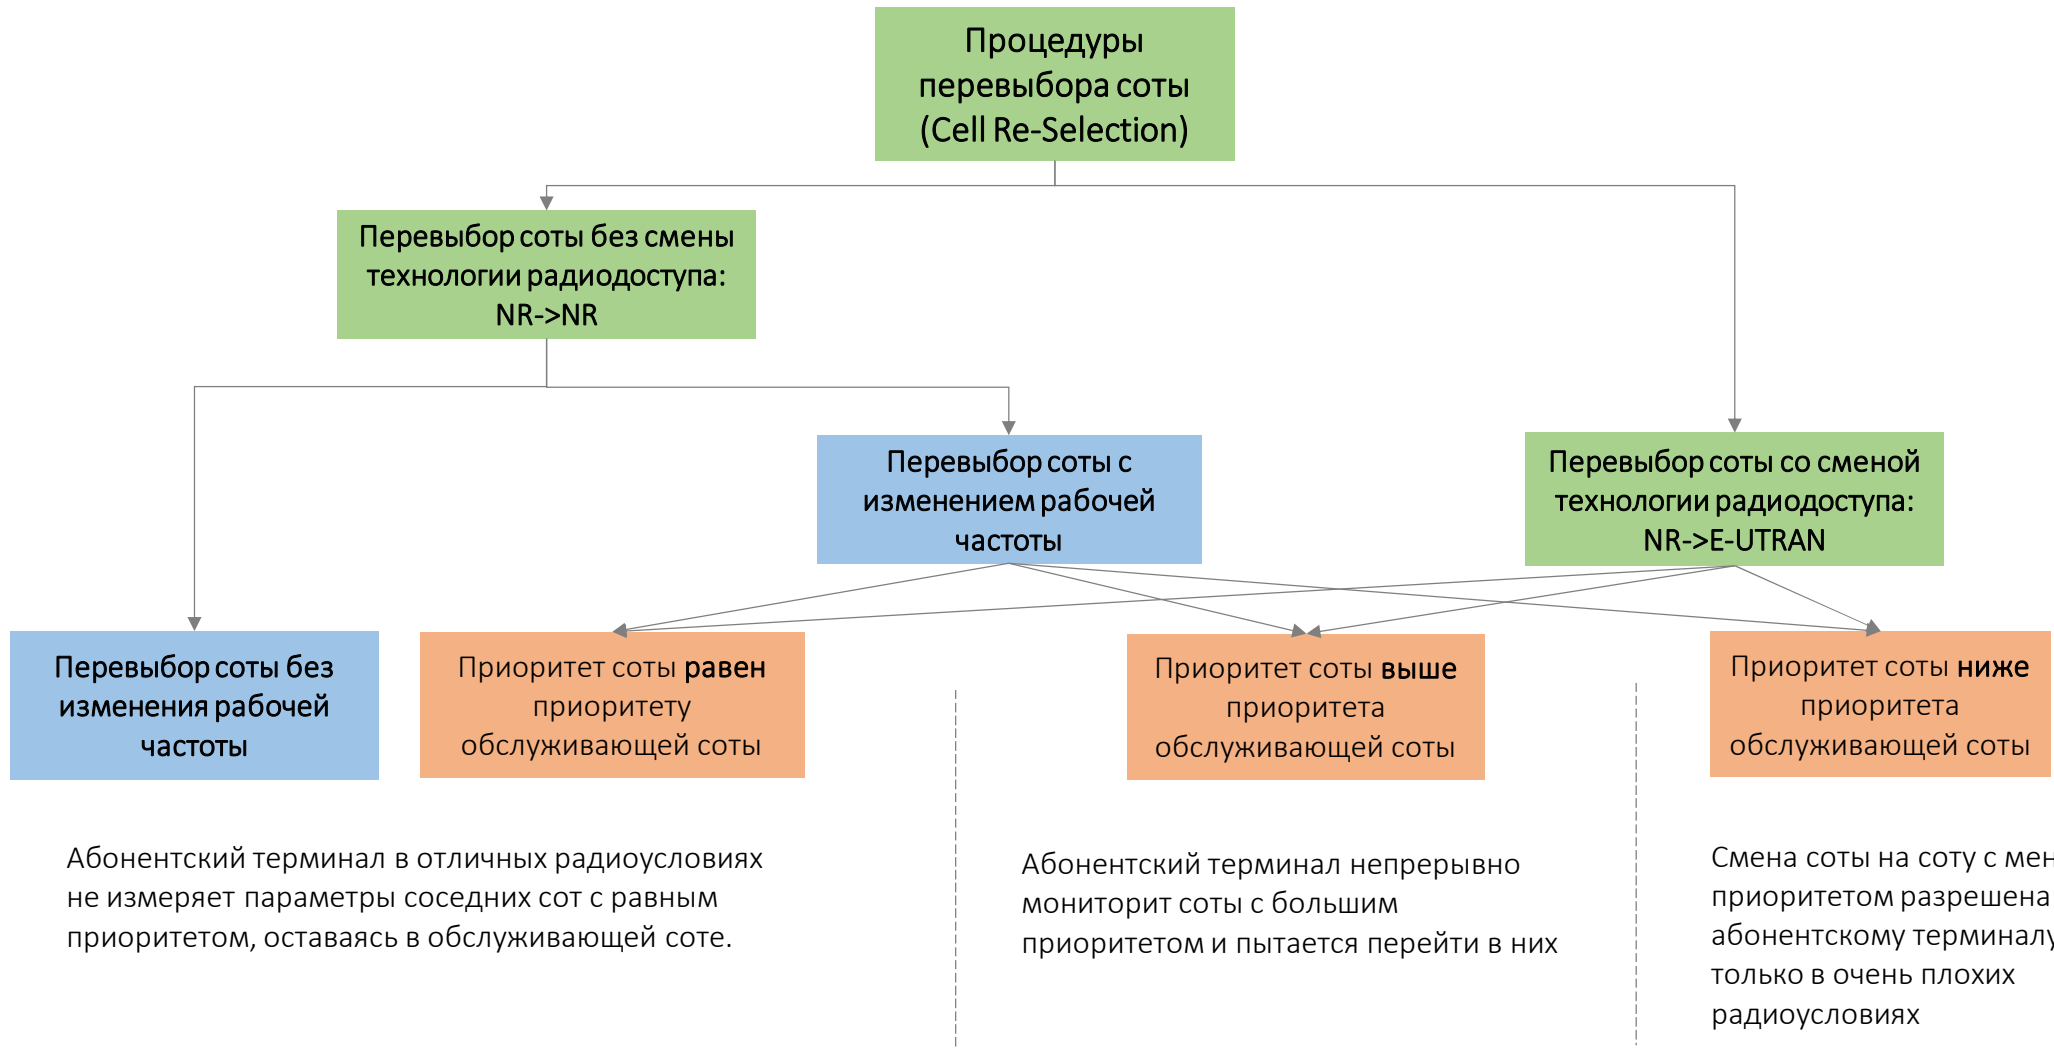 Процедуры
перевыбора соты
(Cell Re-Selection)
Перевыбор соты без смены
технологии радиодоступа:
NR->NR
Перевыбор соты с
изменением рабочей
частоты
Перевыбор соты со сменой
технологии радиодоступа:
NR->E-UTRAN
Перевыбор соты без
изменения рабочей
частоты
Приоритет соты равен
приоритету
обслуживающей соты
Приоритет соты выше
приоритета
обслуживающей соты
Приоритет соты ниже
приоритета
обслуживающей соты
Абонентский терминал в отличных радиоусловиях
не измеряет параметры соседних сот с равным
приоритетом, оставаясь в обслуживающей соте.
Абонентский терминал непрерывно
мониторит соты с большим
приоритетом и пытается перейти в них
Смена соты на соту с
приоритетом разрешена
абонентскому терминалу
только в очень плохих
радиоусловиях